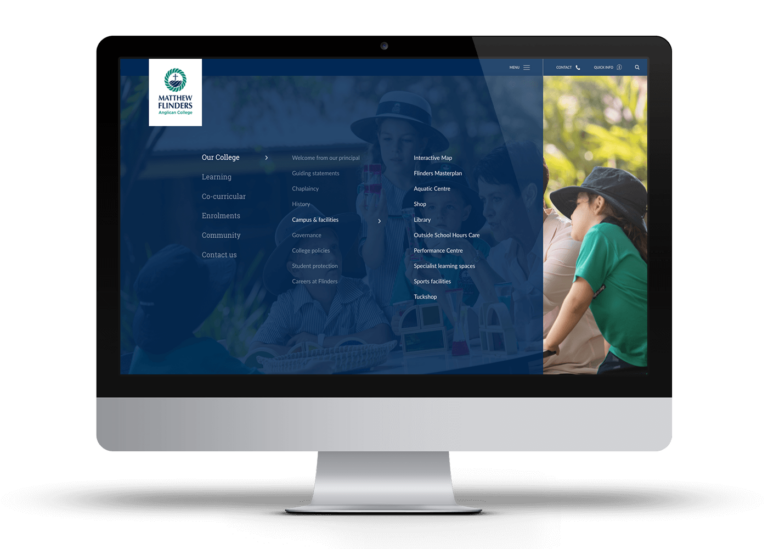 MENU
CONTACT
QUICK INFO
MATTHEW
FLINDERS
Anglican College
Our College
Learning
Co-curricular
Enrolments
Community
Contact us
Welcome from our principal
Guiding statements
Chaplaincy
History
Campus & facilities
Governance
College policies
Student protection
Careers at Flinders
Interactive Map
Flinders Masterplan
Aquatic Centre
Shop
Library
Outside School Hours Care
Performance Centre
Specialist learning spaces
Sports facilities
Tuckshop